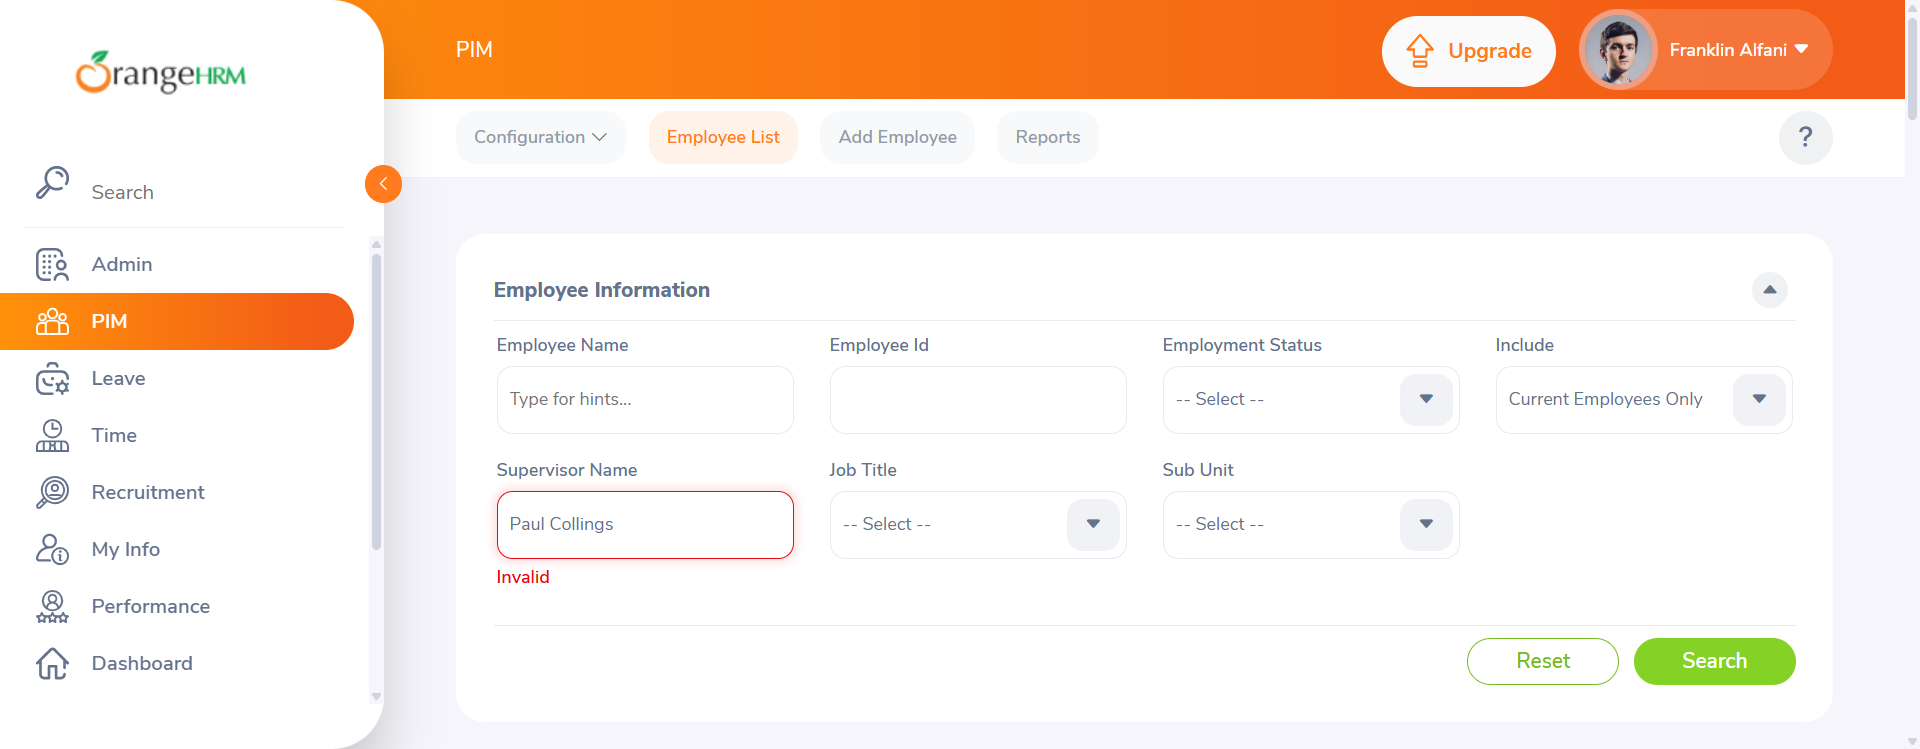 OrangeHRM
PIM
Upgrade
Franklin Alfani
Configuration
Employee List
Add Employee
Reports
?
Search
Admin
PIM
Leave
Time
Recruitment
My Info
Performance
Dashboard
Employee Information
Employee Name
Employee Id
Employment Status
Include
Type for hints...
-- Select --
Current Employees Only
Supervisor Name
Job Title
Sub Unit
Paul Collings
-- Select --
-- Select --
Invalid
Reset
Search